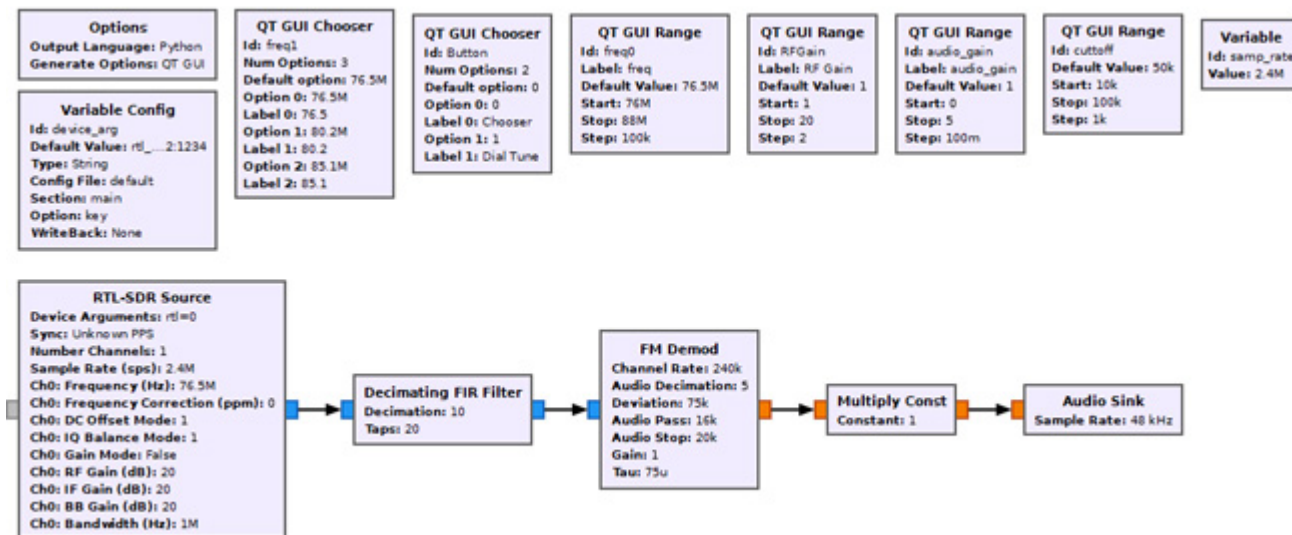 Options
Output Language: Python
Generate Options: QT GUI
Variable Config
Id: device_arg
Default Value: rtl_....2:1234
Type: String
Config File: default
Section: main
Option: key
WriteBack: None
QT GUI Chooser
Id: freq1
Num Options: 3
Default option: 76.5M
Option 0: 76.5M
Label 0: 76.5
Option 1: 80.2M
Label 1: 80.2
Option 2: 85.1M
Label 2: 85.1
QT GUI Chooser
Id: Button
Num Options: 2
Default option: 0
Option 0: 0
Label 0: Chooser
Option 1: 1
Label 1: Dial Tune
QT GUI Range
Id: freq0
Label: freq
Default Value: 76.5M
Start: 76M
Stop: 88M
Step: 100k
QT GUI Range
Id: RFGain
Label: RF Gain
Default Value: 1
Start: 1
Stop: 20
Step: 2
QT GUI Range
Id: audio_gain
Label: audio_gain
Default Value: 1
Start: 0
Stop: 5
Step: 100m
QT GUI Range
Id: cuttoff
Default Value: 50k
Start: 10k
Stop: 100k
Step: 1k
Variable
Id: samp_rate
Value: 2.4M
RTL-SDR Source
Device Arguments: rtl=0
Sync: Unknown PPS
Number Channels: 1
Sample Rate (sps): 2.4M
Ch0: Frequency (Hz): 76.5M
Ch0: Frequency Correction (ppm): 0
Ch0: DC Offset Mode: 1
Ch0: IQ Balance Mode: 1
Ch0: Gain Mode: False
Ch0: RF Gain (dB): 20
Ch0: IF Gain (dB): 20
Ch0: BB Gain (dB): 20
Ch0: Bandwidth (Hz): 1M
Decimating FIR Filter
Decimation: 10
Taps: 20
FM Demod
Channel Rate: 240k
Audio Decimation: 5
Deviation: 75k
Audio Pass: 16k
Audio Stop: 20k
Gain: 1
Tau: 75u
Multiply Const
Constant: 1
Audio Sink
Sample Rate: 48 kHz